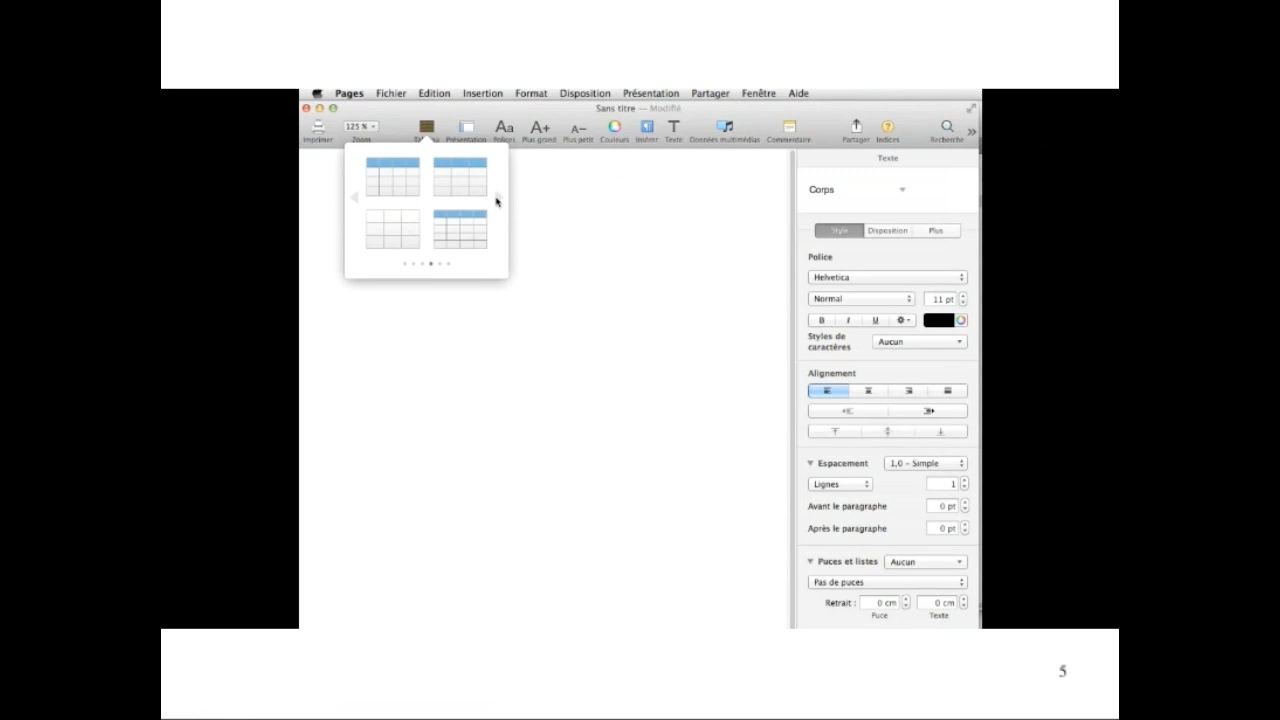 Pages Fichier Edition Insertion Format Disposition Présentation Partager Fenêtre Aide
Sans titre — Modifié
125 %
Imprimer Zoom Présentation Polices Plus grand Plus petit Couleurs Insérer Texte Données multimédias Commentaire Partager Indices Recherche
Texte
Corps
Style Disposition Plus
Police
Helvetica
Normal 11 pt
B I U
Styles de
caractères Aucun
Alignement
Espacement 1,0 – Simple
Lignes 1
Avant le paragraphe 0 pt
Après le paragraphe 0 pt
Puces et listes Aucun
Pas de puces
Retrait : 0 cm 0 cm
Puce Texte
5